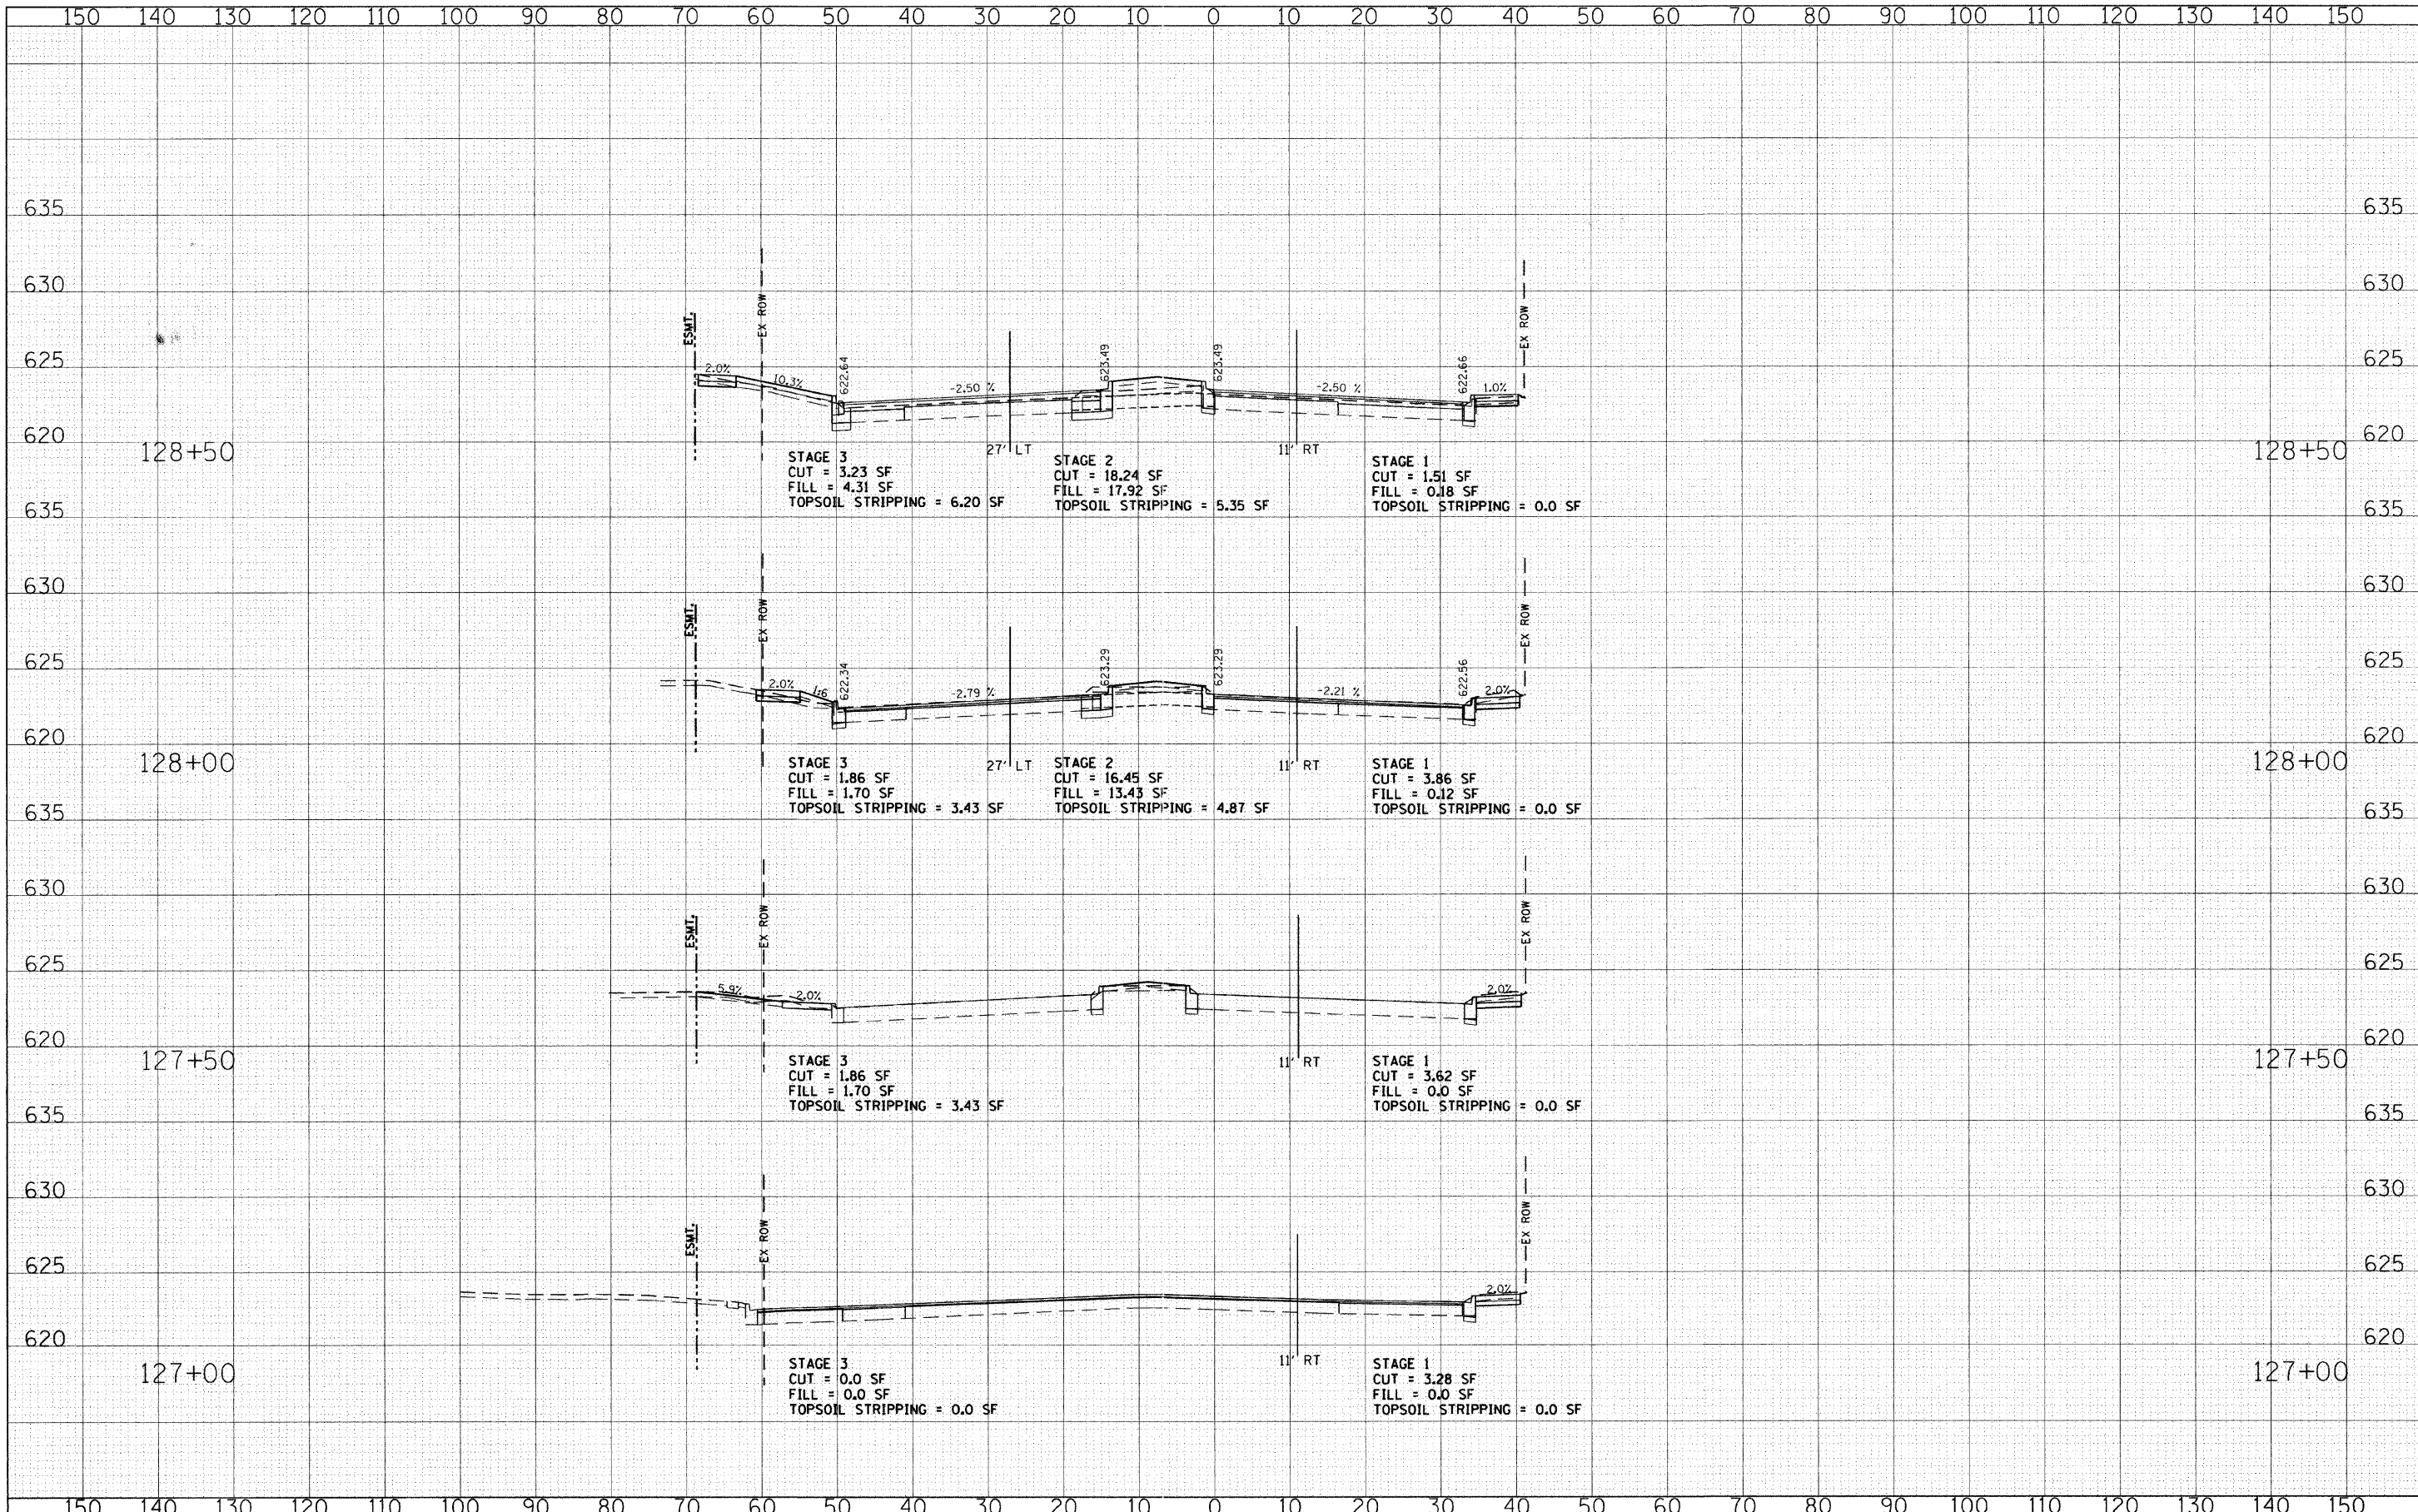 150 140 130 120 110 100 90 80 70 60 50 40 30 20 10 0 10 20 30 40 50 60 70 80 90 100 110 120 130 140 150
635 635
630 630
EX ROW EX ROW
ESMT.
625 625
2.0% 10.3% 622.64 -2.50 % 623.49 623.49 -2.50 % 622.66 1.0%
620 620
128+50 27' LT 11' RT 128+50
STAGE 3
CUT = 3.23 SF
FILL = 4.31 SF
TOPSOIL STRIPPING = 6.20 SF
STAGE 2
CUT = 18.24 SF
FILL = 17.92 SF
TOPSOIL STRIPPING = 5.35 SF
STAGE 1
CUT = 1.51 SF
FILL = 0.18 SF
TOPSOIL STRIPPING = 0.0 SF
635 635
630 630
ESMT. EX ROW EX ROW
625 625
2.0% 1:6 622.34 -2.79 % 623.29 623.29 -2.21 % 622.56 2.0%
620 620
128+00 27' LT 11' RT 128+00
STAGE 3
CUT = 1.86 SF
FILL = 1.70 SF
TOPSOIL STRIPPING = 3.43 SF
STAGE 2
CUT = 16.45 SF
FILL = 13.43 SF
TOPSOIL STRIPPING = 4.87 SF
STAGE 1
CUT = 3.86 SF
FILL = 0.12 SF
TOPSOIL STRIPPING = 0.0 SF
635 635
630 630
ESMT. EX ROW EX ROW
625 625
5.9% 2.0% 2.0%
620 620
127+50 11' RT 127+50
STAGE 3
CUT = 1.86 SF
FILL = 1.70 SF
TOPSOIL STRIPPING = 3.43 SF
STAGE 1
CUT = 3.62 SF
FILL = 0.0 SF
TOPSOIL STRIPPING = 0.0 SF
635 635
630 630
ESMT. EX ROW EX ROW
625 625
2.0%
620 620
127+00 11' RT 127+00
STAGE 3
CUT = 0.0 SF
FILL = 0.0 SF
TOPSOIL STRIPPING = 0.0 SF
STAGE 1
CUT = 3.28 SF
FILL = 0.0 SF
TOPSOIL STRIPPING = 0.0 SF
150 140 130 120 110 100 90 80 70 60 50 40 30 20 10 0 10 20 30 40 50 60 70 80 90 100 110 120 130 140 150